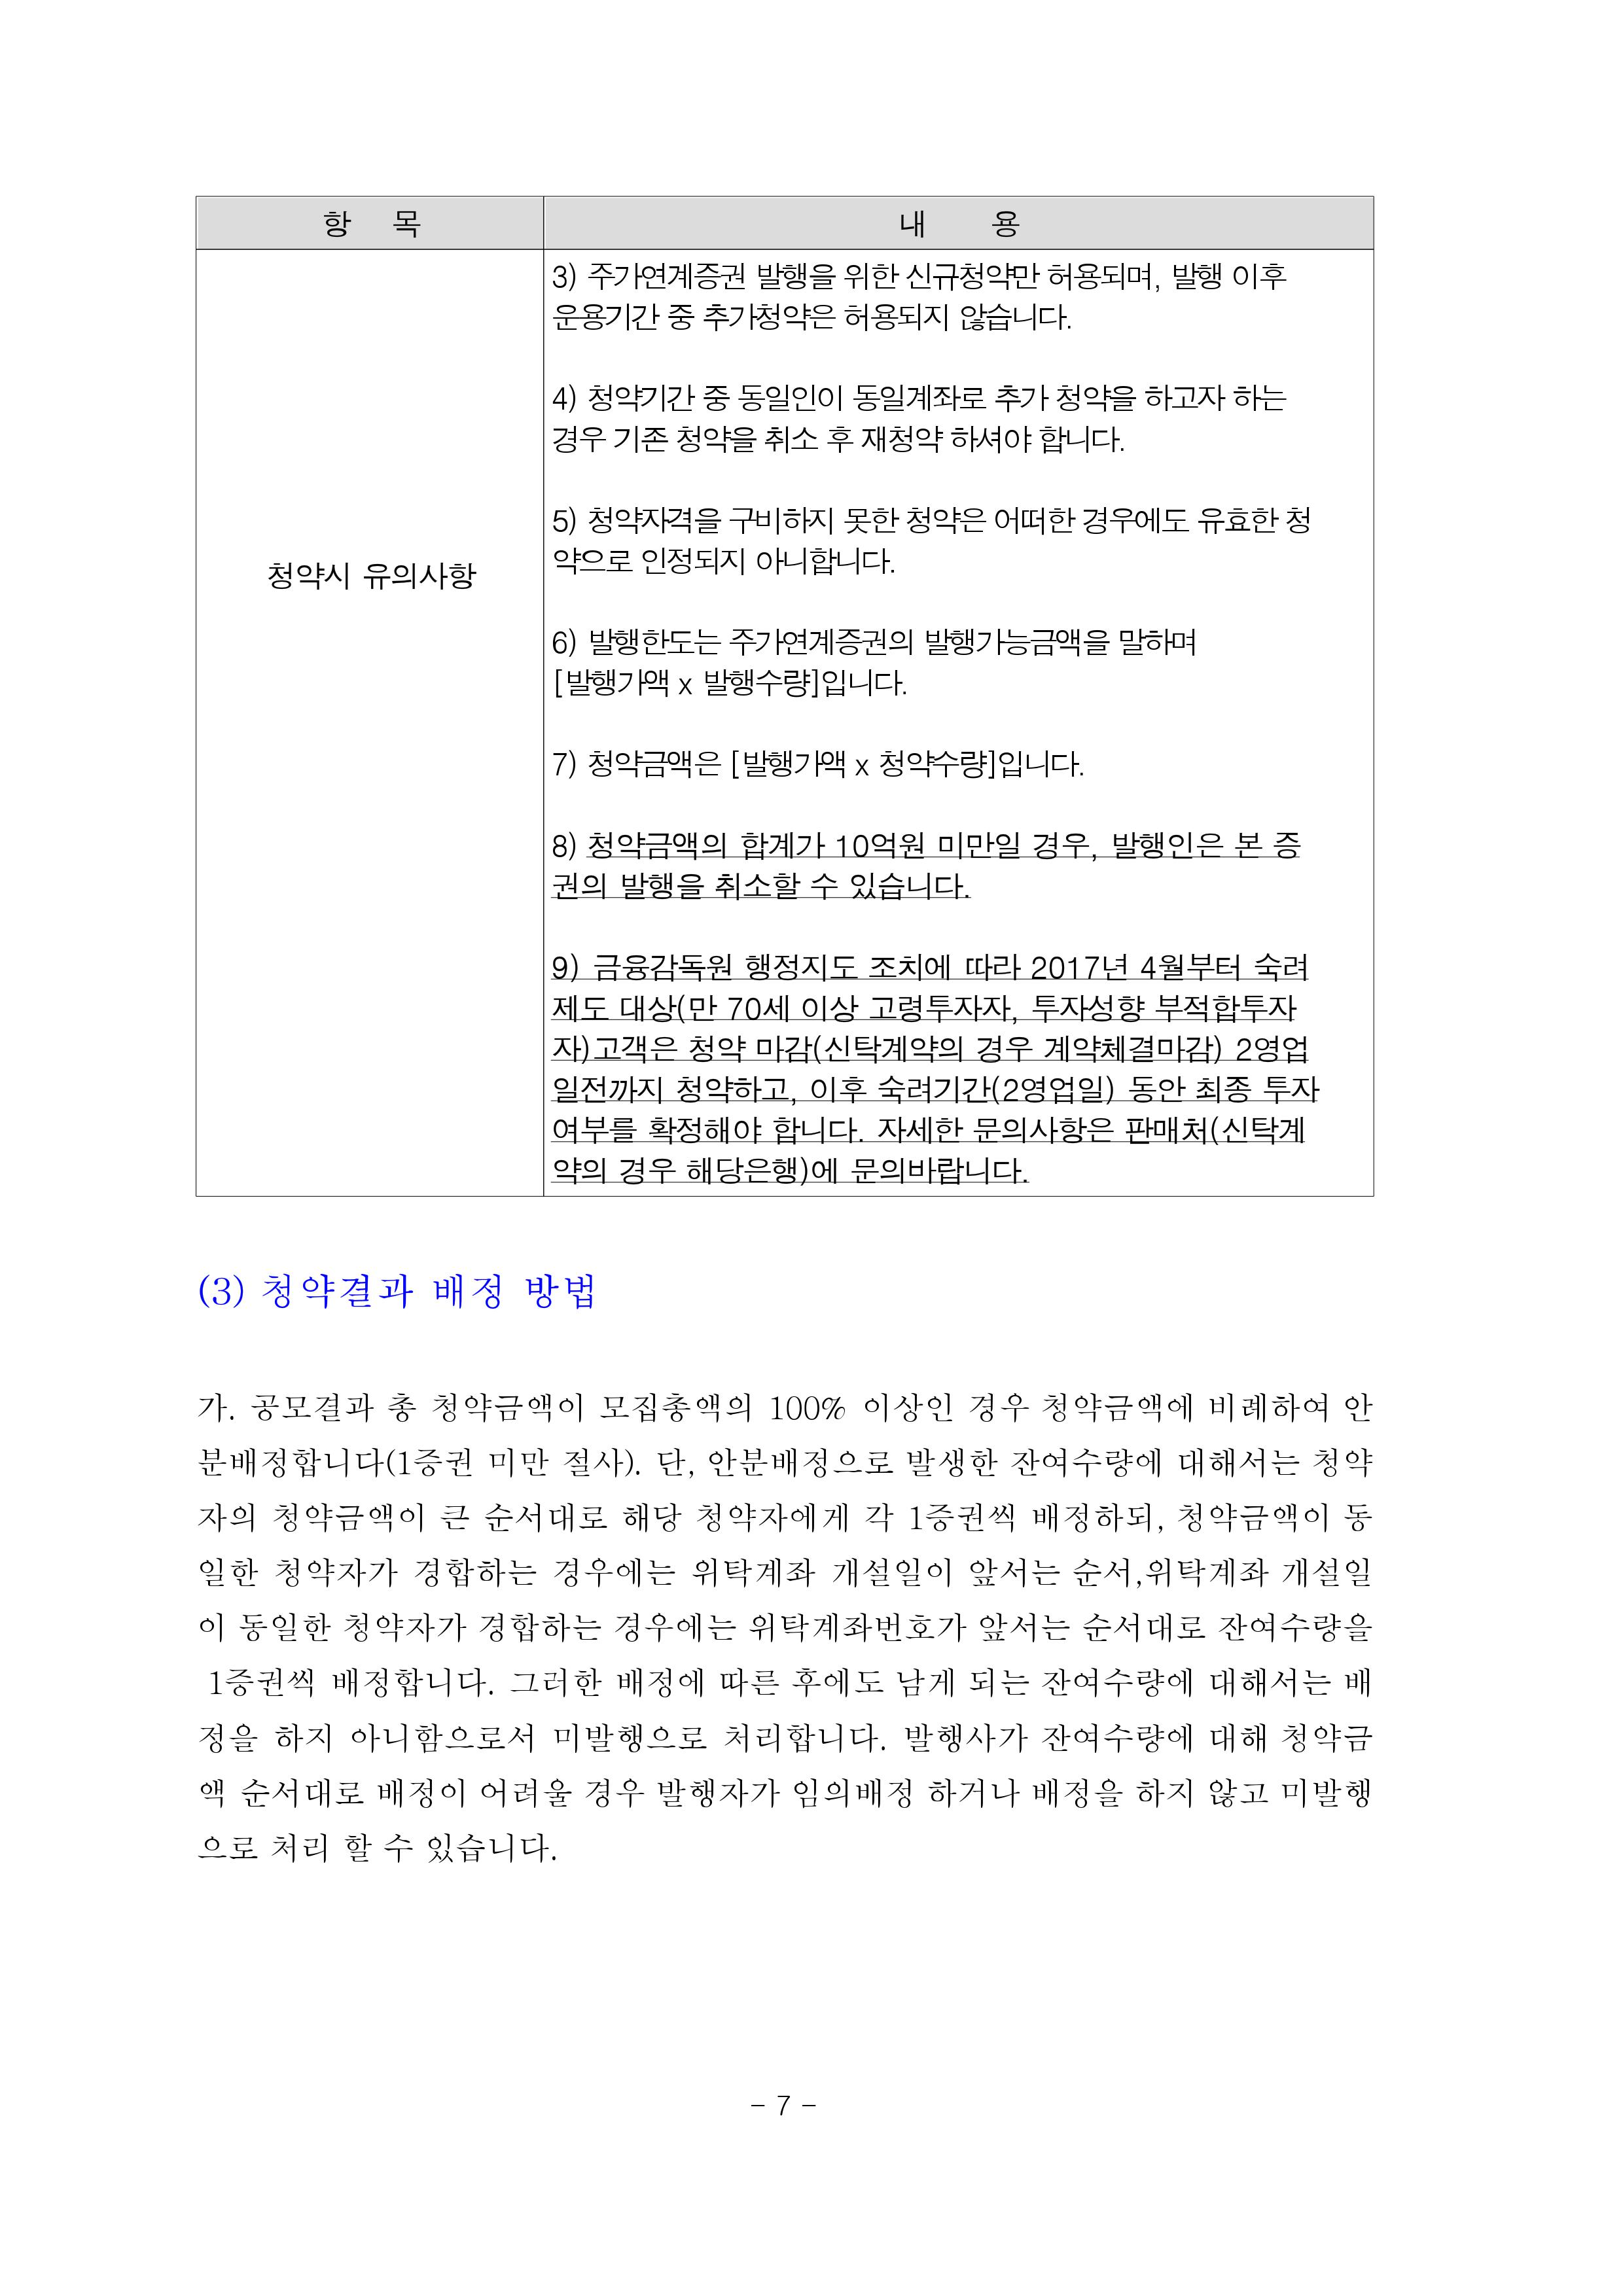 항 목
내 용
청약시 유의사항
3) 주가연계증권 발행을 위한 신규청약만 허용되며, 발행 이후
운용기간 중 추가청약은 허용되지 않습니다.
4) 청약기간 중 동일인이 동일계좌로 추가 청약을 하고자 하는
경우 기존 청약을 취소 후 재청약 하셔야 합니다.
5) 청약자격을 구비하지 못한 청약은 어떠한 경우에도 유효한 청
약으로 인정되지 아니합니다.
6) 발행한도는 주가연계증권의 발행가능금액을 말하며
[발행가액 x 발행수량]입니다.
7) 청약금액은 [발행가액 x 청약수량]입니다.
8) 청약금액의 합계가 10억원 미만일 경우, 발행인은 본 증
권의 발행을 취소할 수 있습니다.
9) 금융감독원 행정지도 조치에 따라 2017년 4월부터 숙려
제도 대상(만 70세 이상 고령투자자, 투자성향 부적합투자
자)고객은 청약 마감(신탁계약의 경우 계약체결마감) 2영업
일전까지 청약하고, 이후 숙려기간(2영업일) 동안 최종 투자
여부를 확정해야 합니다. 자세한 문의사항은 판매처(신탁계
약의 경우 해당은행)에 문의바랍니다.
(3) 청약결과 배정 방법
가. 공모결과 총 청약금액이 모집총액의 100% 이상인 경우 청약금액에 비례하여 안
분배정합니다(1증권 미만 절사). 단, 안분배정으로 발생한 잔여수량에 대해서는 청약
자의 청약금액이 큰 순서대로 해당 청약자에게 각 1증권씩 배정하되, 청약금액이 동
일한 청약자가 경합하는 경우에는 위탁계좌 개설일이 앞서는 순서,위탁계좌 개설일
이 동일한 청약자가 경합하는 경우에는 위탁계좌번호가 앞서는 순서대로 잔여수량을
1증권씩 배정합니다. 그러한 배정에 따른 후에도 남게 되는 잔여수량에 대해서는 배
정을 하지 아니함으로서 미발행으로 처리합니다. 발행사가 잔여수량에 대해 청약금
액 순서대로 배정이 어려울 경우 발행자가 임의배정 하거나 배정을 하지 않고 미발행
으로 처리 할 수 있습니다.
- 7 -